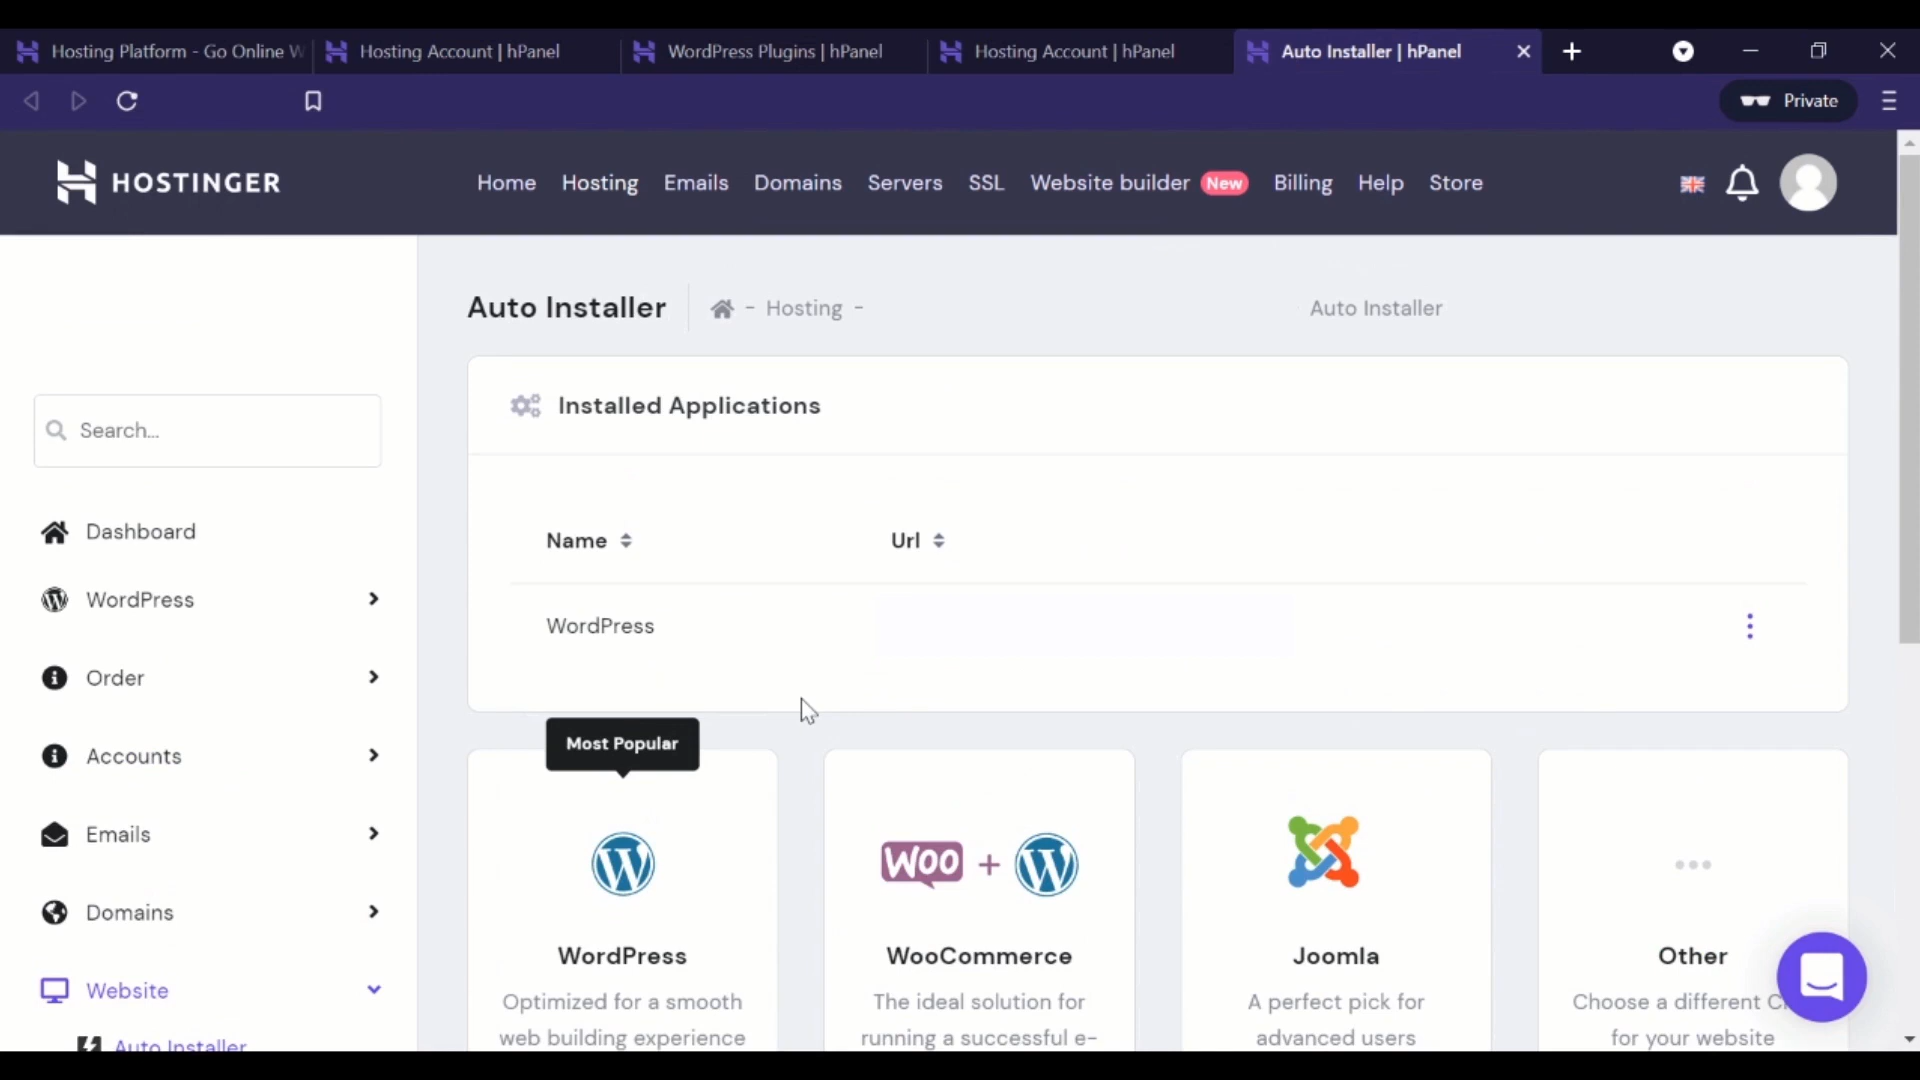 Hosting Platform - Go Online W
Hosting Account | hPanel
WordPress Plugins | hPanel
Hosting Account | hPanel
Auto Installer | hPanel
Private
HOSTINGER
Home
Hosting
Emails
Domains
Servers
SSL
Website builder
New
Billing
Help
Store
Auto Installer
- Hosting -
Auto Installer
Search...
Dashboard
WordPress
Order
Accounts
Emails
Domains
Website
Auto Installer
Installed Applications
Name
Url
WordPress
Most Popular
WordPress
Optimized for a smooth
web building experience
Woo +
WooCommerce
The ideal solution for
running a successful e-
Joomla
A perfect pick for
advanced users
Other
Choose a different C
for your website